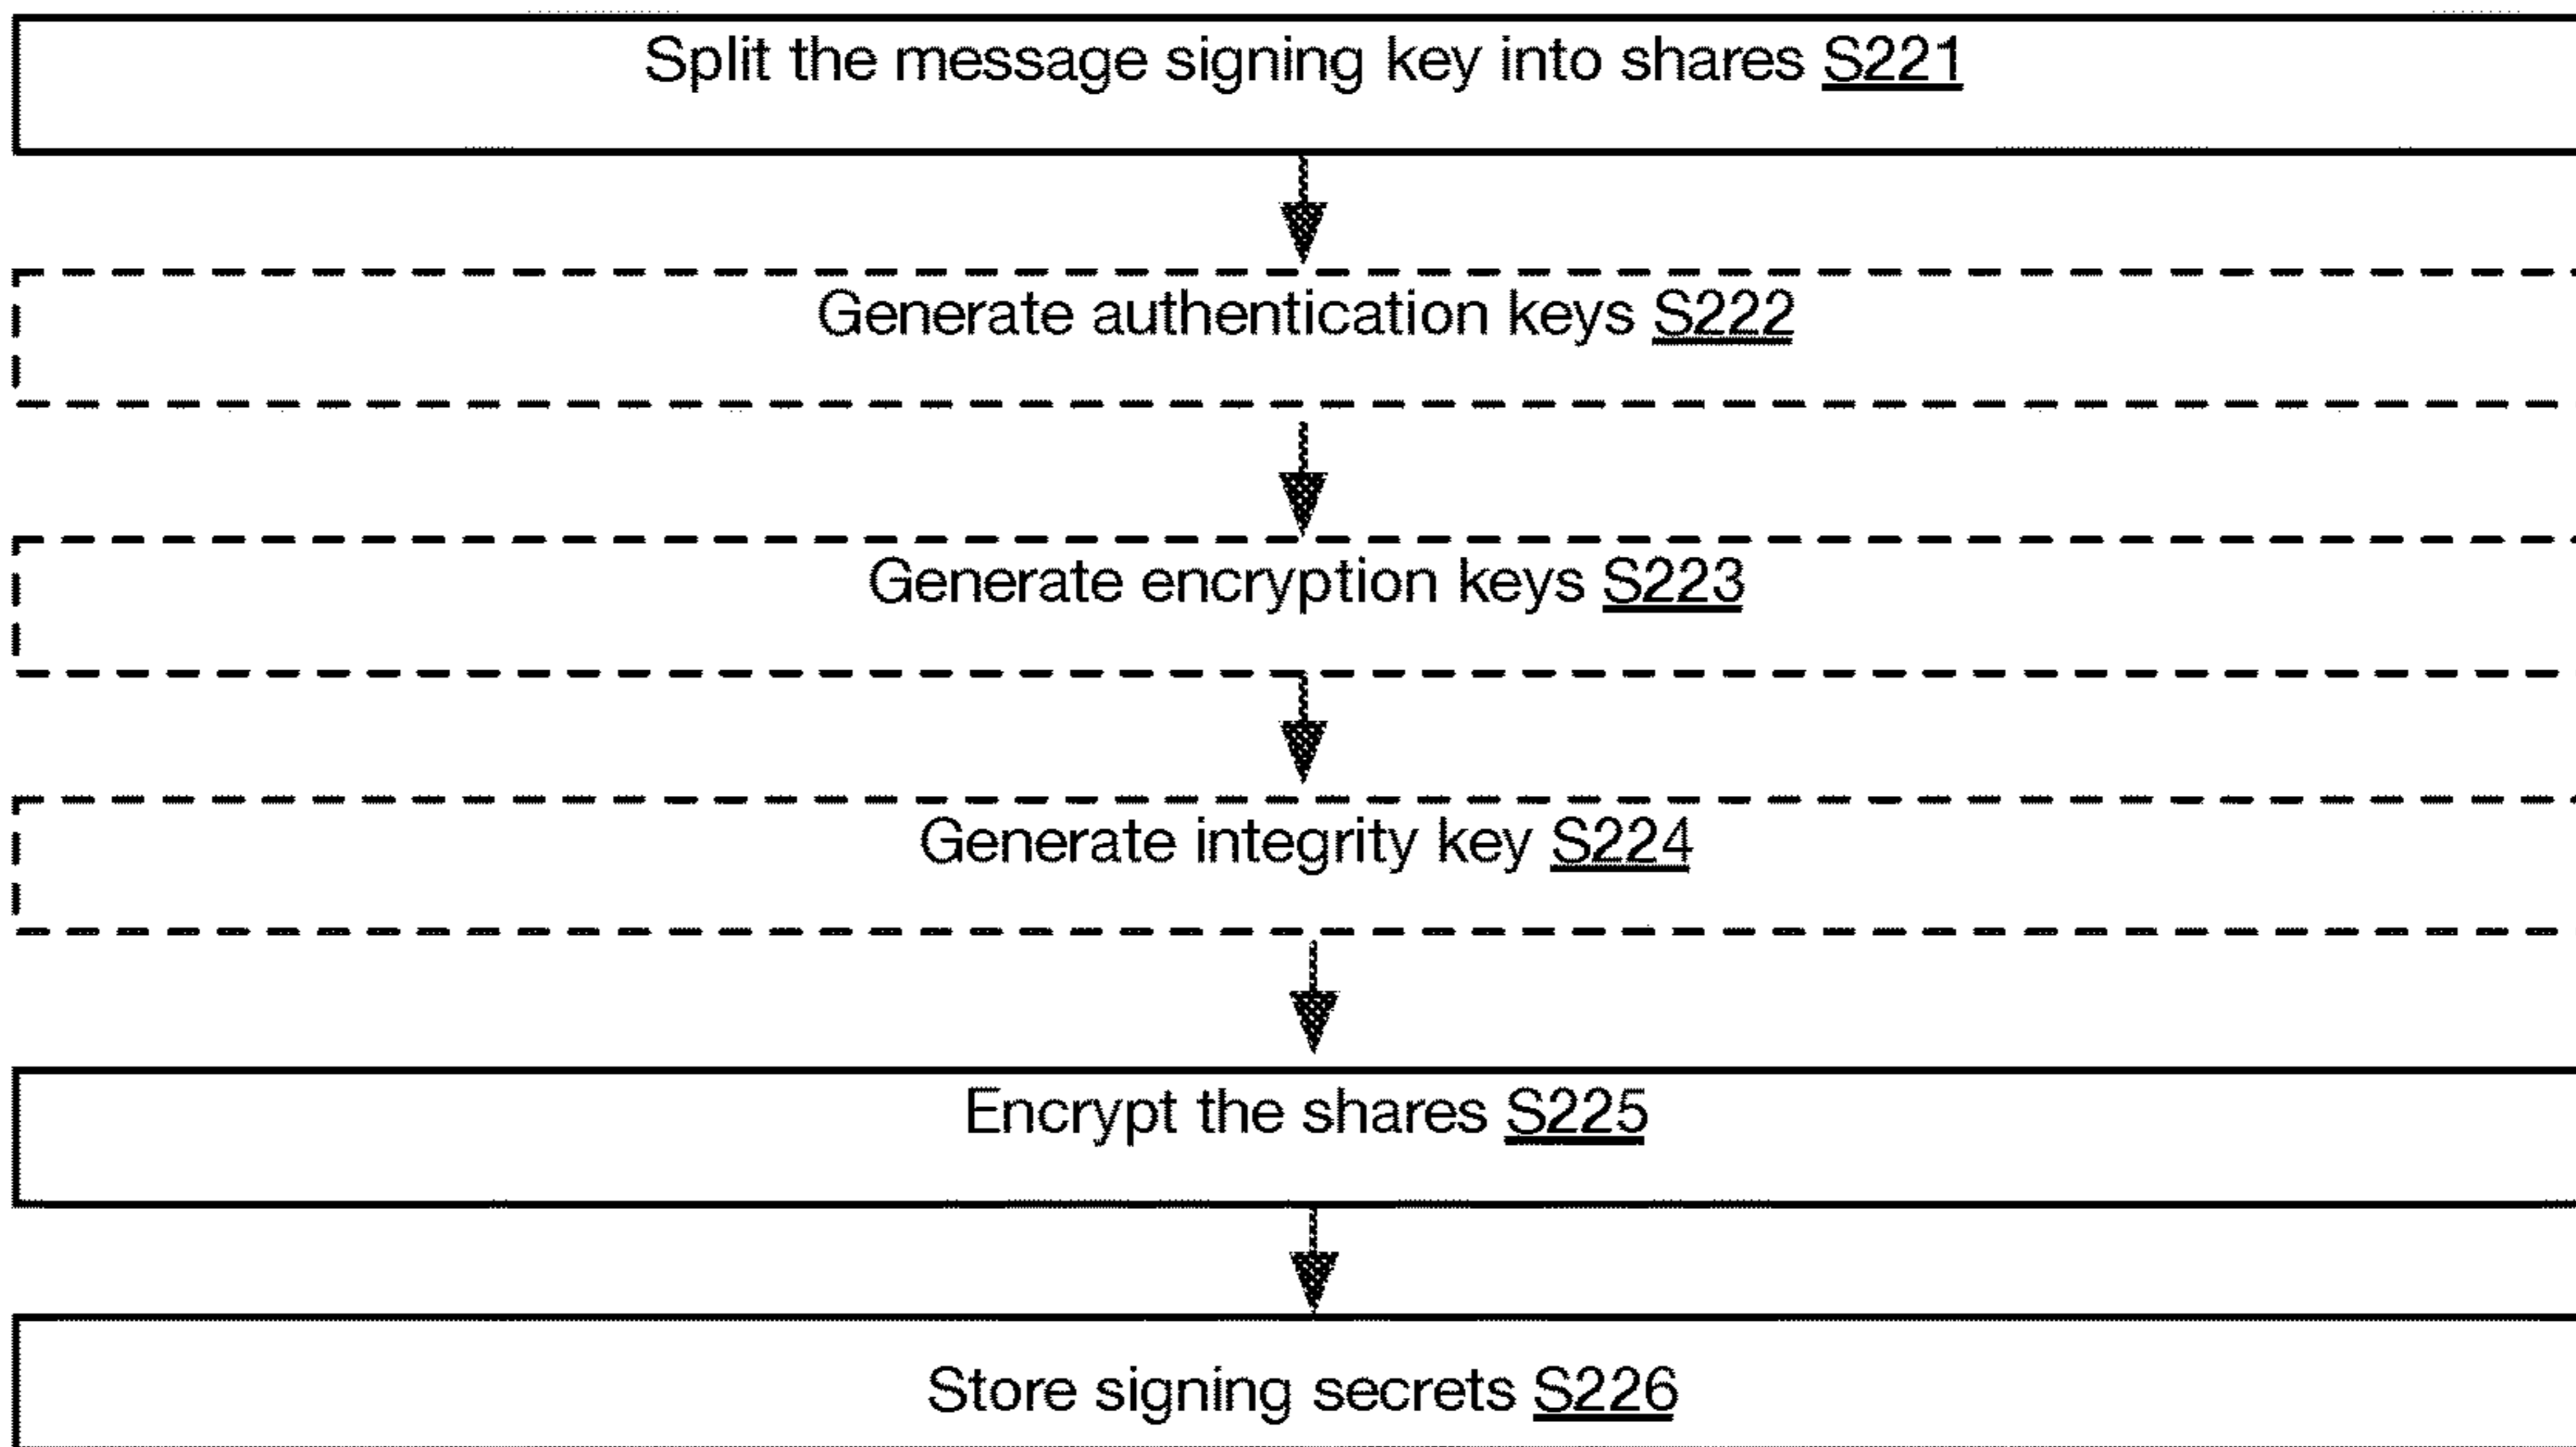 Split the message signing key into shares S221
Generate authentication keys S222
Generate encryption keys S223
Generate integrity key S224
Encrypt the shares S225
Store signing secrets S226